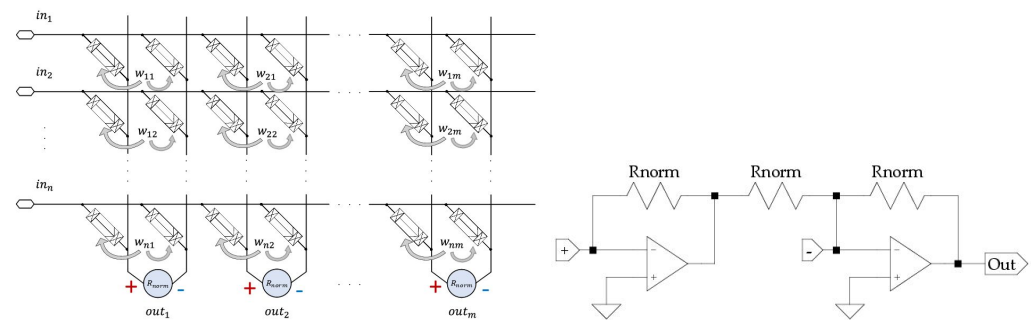 in₁
w₁₁ w₂₁ . . . w₁ₘ
in₂
w₁₂ w₂₂ w₂ₘ
inₙ
wₙ₁ wₙ₂ . . . wₙₘ
+ Rₙₒᵣₘ - + Rₙₒᵣₘ - . . . + Rₙₒᵣₘ -
out₁ out₂ outₘ
Rnorm Rnorm Rnorm
+ - - -
+ + Out